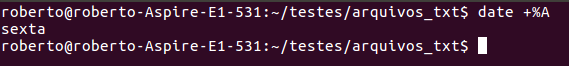 roberto@roberto-Aspire-E1-531:~/testes/arquivos_txt$ date +%A
sexta
roberto@roberto-Aspire-E1-531:~/testes/arquivos_txt$